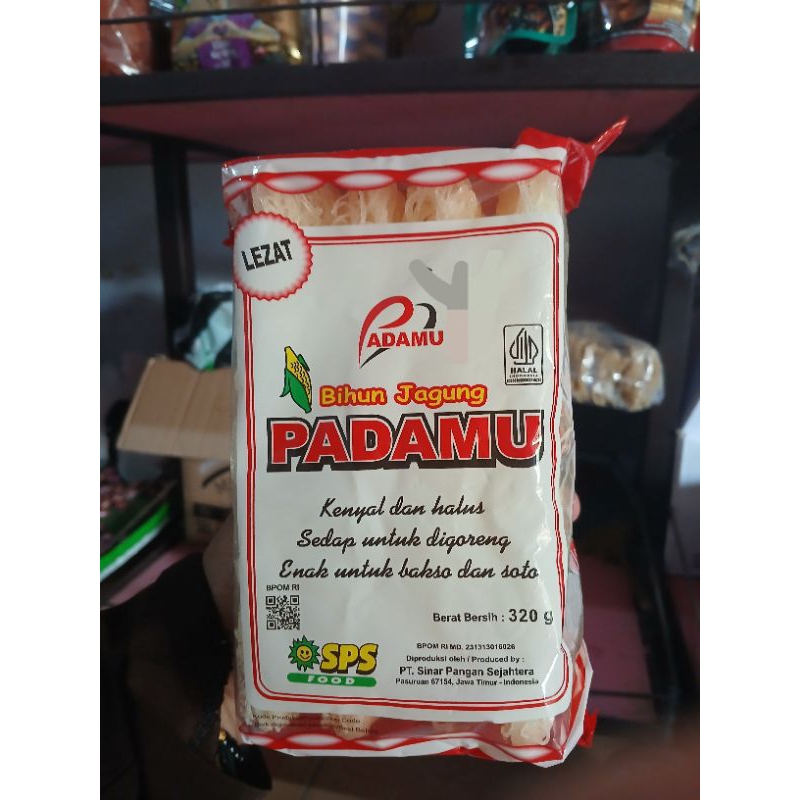 LEZAT
PADAMU
HALAL
INDONESIA
Bihun Jagung
PADAMU
Kenyal dan halus
Sedap untuk digoreng
Enak untuk bakso dan soto
BPOM RI
Berat Bersih : 320 g
SPS
FOOD
BPOM RI MD. 231313016026
Diproduksi oleh / Produced by :
PT. Sinar Pangan Sejahtera
Pasuruan 67154, Jawa Timur - Indonesia